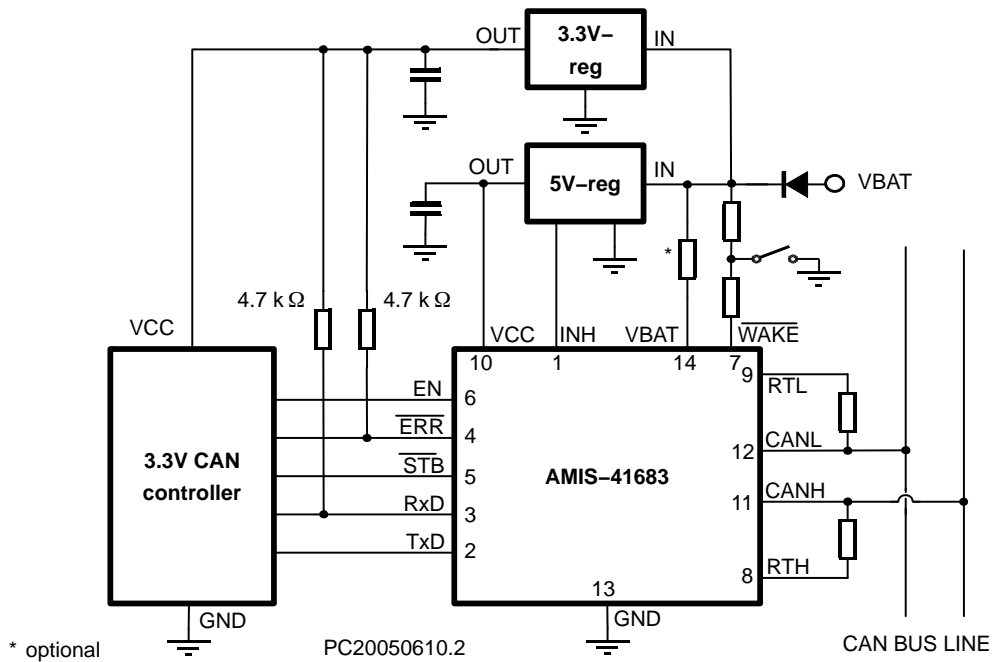 OUT
3.3V–
reg
IN
OUT
5V–reg
IN
VBAT
*
4.7 k Ω
4.7 k Ω
VCC
VCC
INH
VBAT
WAKE
10
1
14
7
9
RTL
EN
6
ERR
4
12
CANL
3.3V CAN
controller
STB
5
AMIS–41683
RxD
3
11
CANH
TxD
2
8
RTH
13
GND
GND
* optional
PC20050610.2
CAN BUS LINE